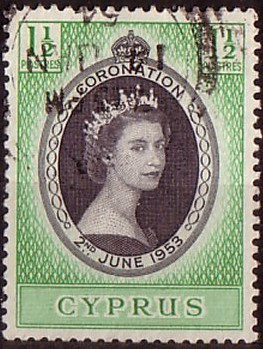 1½ 1½
PIASTRES PIASTRES
CORONATION
2ND JUNE 1953
CYPRUS